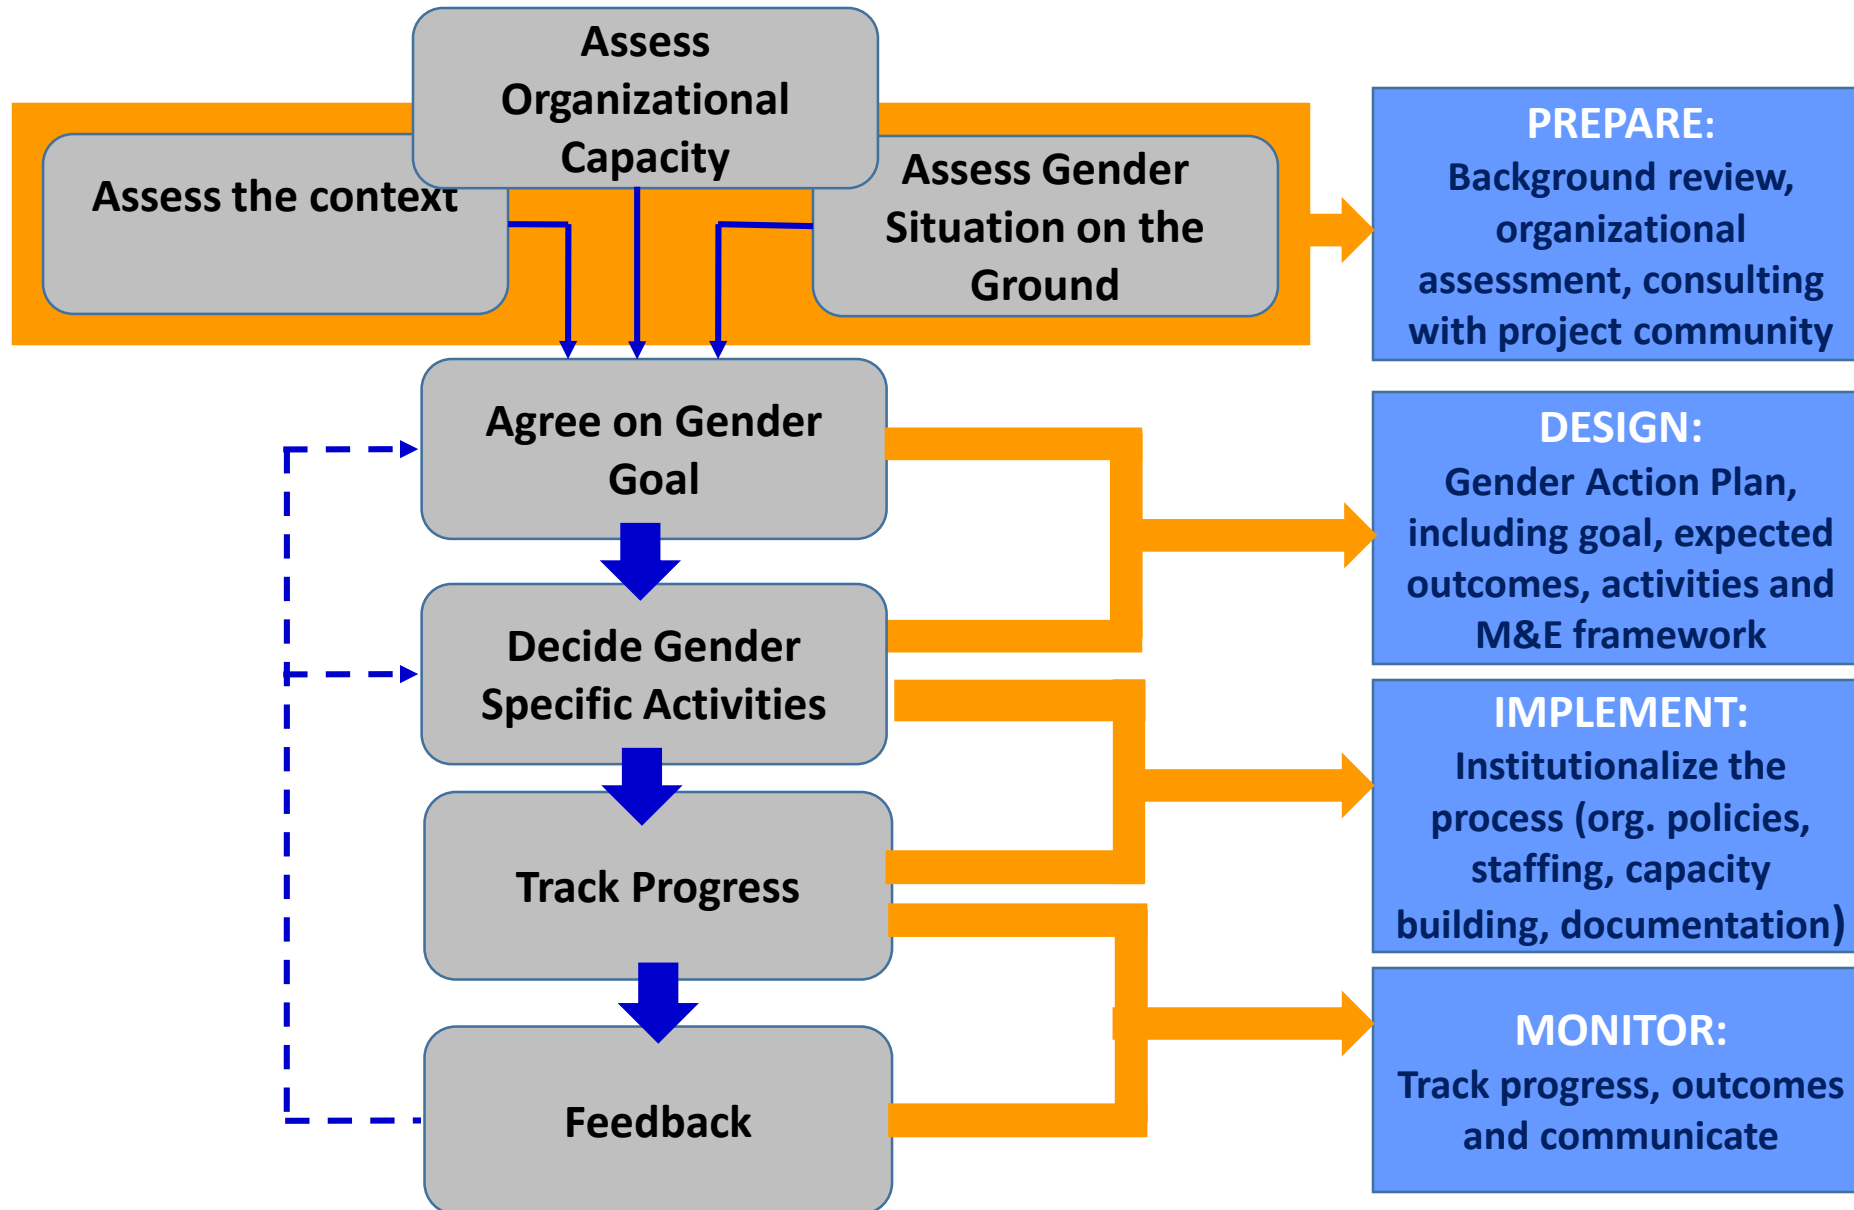 Assess
Organizational
Capacity
Assess the context
Assess Gender
Situation on the
Ground
PREPARE:
Background review,
organizational
assessment, consulting
with project community
Agree on Gender
Goal
DESIGN:
Gender Action Plan,
including goal, expected
outcomes, activities and
M&E framework
Decide Gender
Specific Activities
IMPLEMENT:
Institutionalize the
process (org. policies,
staffing, capacity
building, documentation)
Track Progress
MONITOR:
Track progress, outcomes
and communicate
Feedback